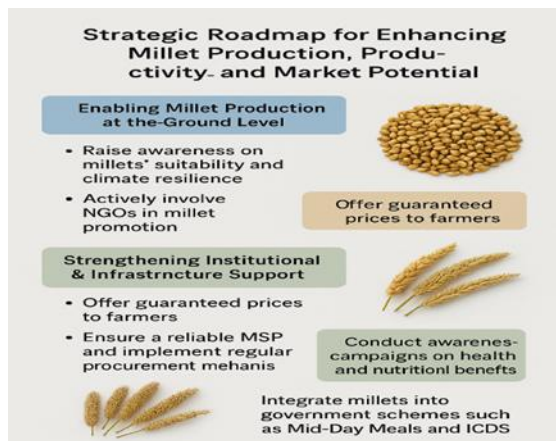 Strategic Roadmap for Enhancing
Millet Production, Produ-
ctivity- and Market Potential
Enabling Millet Production
at the-Ground Level
• Raise awareness on
millets' suitability and
climate resilience
• Actively involve
NGOs in millet
promotion
Offer guaranteed
prices to farmers
Strengthening Institutional
& Infrastrncture Support
• Offer guaranteed prices
to farmers
• Ensure a reliable MSP
and implement regular
procurement mehanis
Conduct awarenes-
campaigns on health
and nutritionl benefts
Integrate millets into
government schemes such
as Mid-Day Meals and ICDS